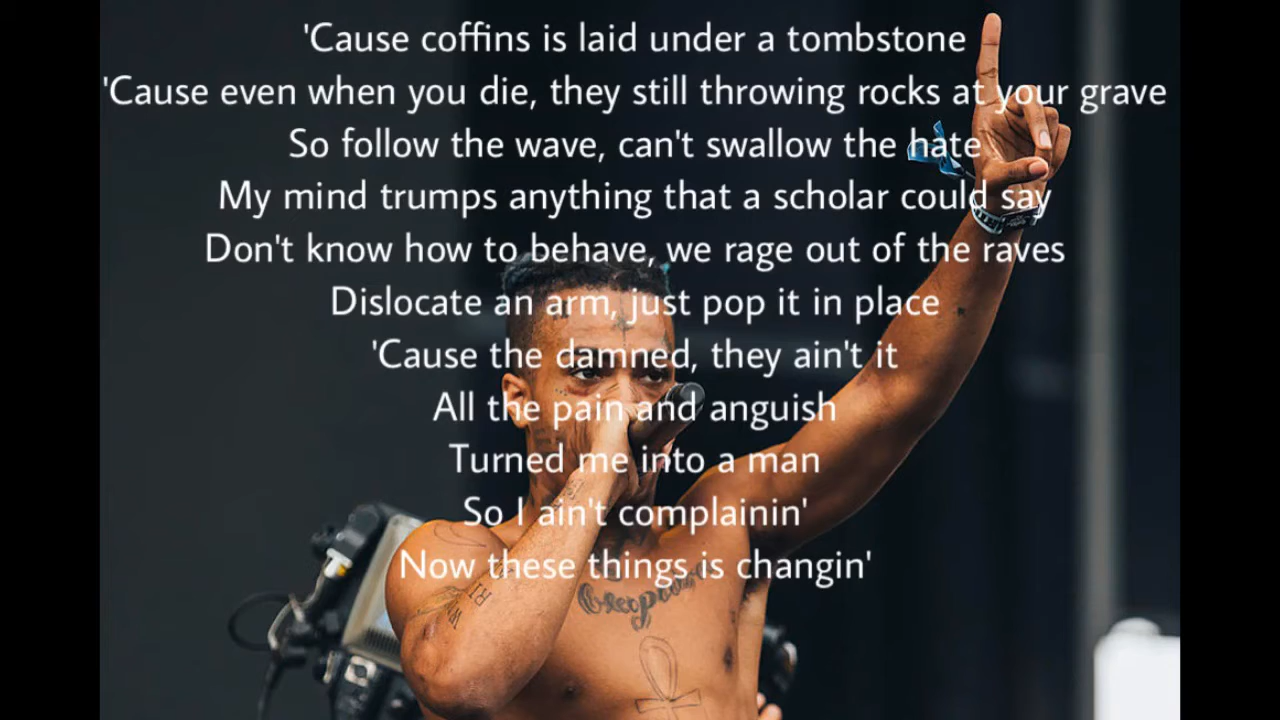 'Cause coffins is laid under a tombstone
'Cause even when you die, they still throwing rocks at your grave
So follow the wave, can't swallow the hate
My mind trumps anything that a scholar could say
Don't know how to behave, we rage out of the raves
Dislocate an arm, just pop it in place
'Cause the damned, they ain't it
All the pain and anguish
Turned me into a man
So I ain't complainin'
Now these things is changin'
Cleopatra